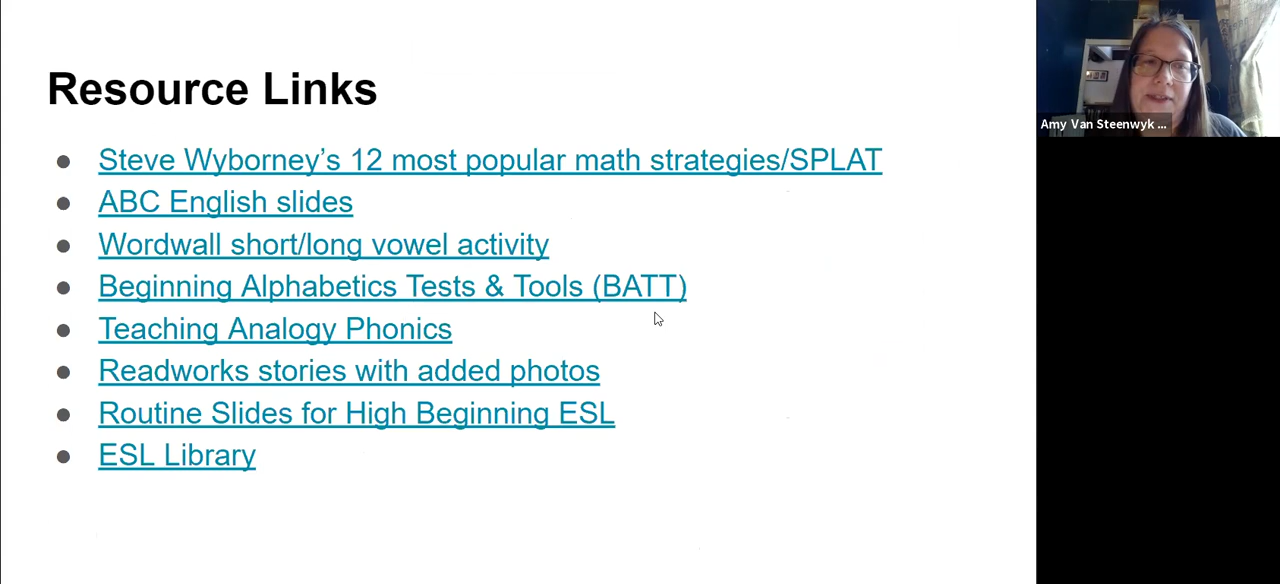 Resource Links
Steve Wyborney’s 12 most popular math strategies/SPLAT
ABC English slides
Wordwall short/long vowel activity
Beginning Alphabetics Tests & Tools (BATT)
Teaching Analogy Phonics
Readworks stories with added photos
Routine Slides for High Beginning ESL
ESL Library
Amy Van Steenwyk ...